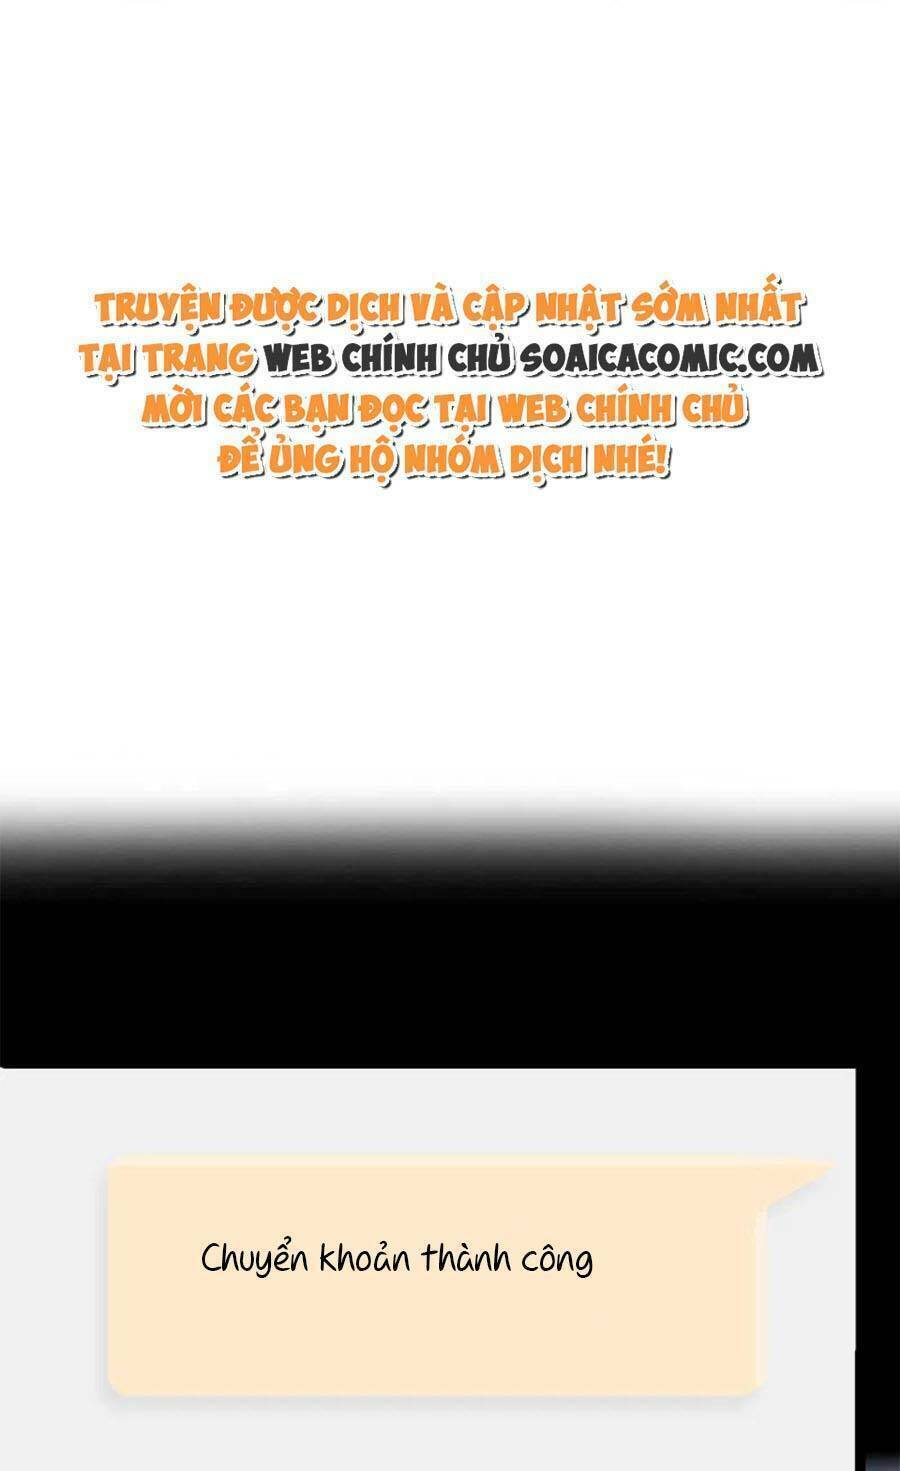 TRUYỆN ĐƯỢC DỊCH VÀ CẬP NHẬT SỚM NHẤT
TẠI TRANG WEB CHÍNH CHỦ SOAICACOMIC.COM
MỜI CÁC BẠN ĐỌC TẠI WEB CHÍNH CHỦ
ĐỂ ỦNG HỘ NHÓM DỊCH NHÉ!
Chuyển khoản thành công